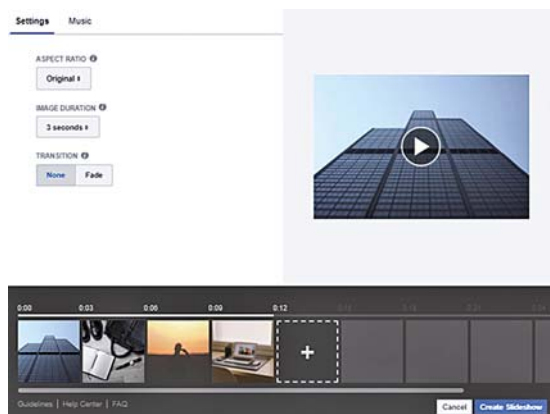 Settings Music
ASPECT RATIO
Original
IMAGE DURATION
3 seconds
TRANSITION
None Fade
0:00 0:03 0:06 0:09 0:12
+
Guidelines | Help Center | FAQ
Cancel Create Slideshow